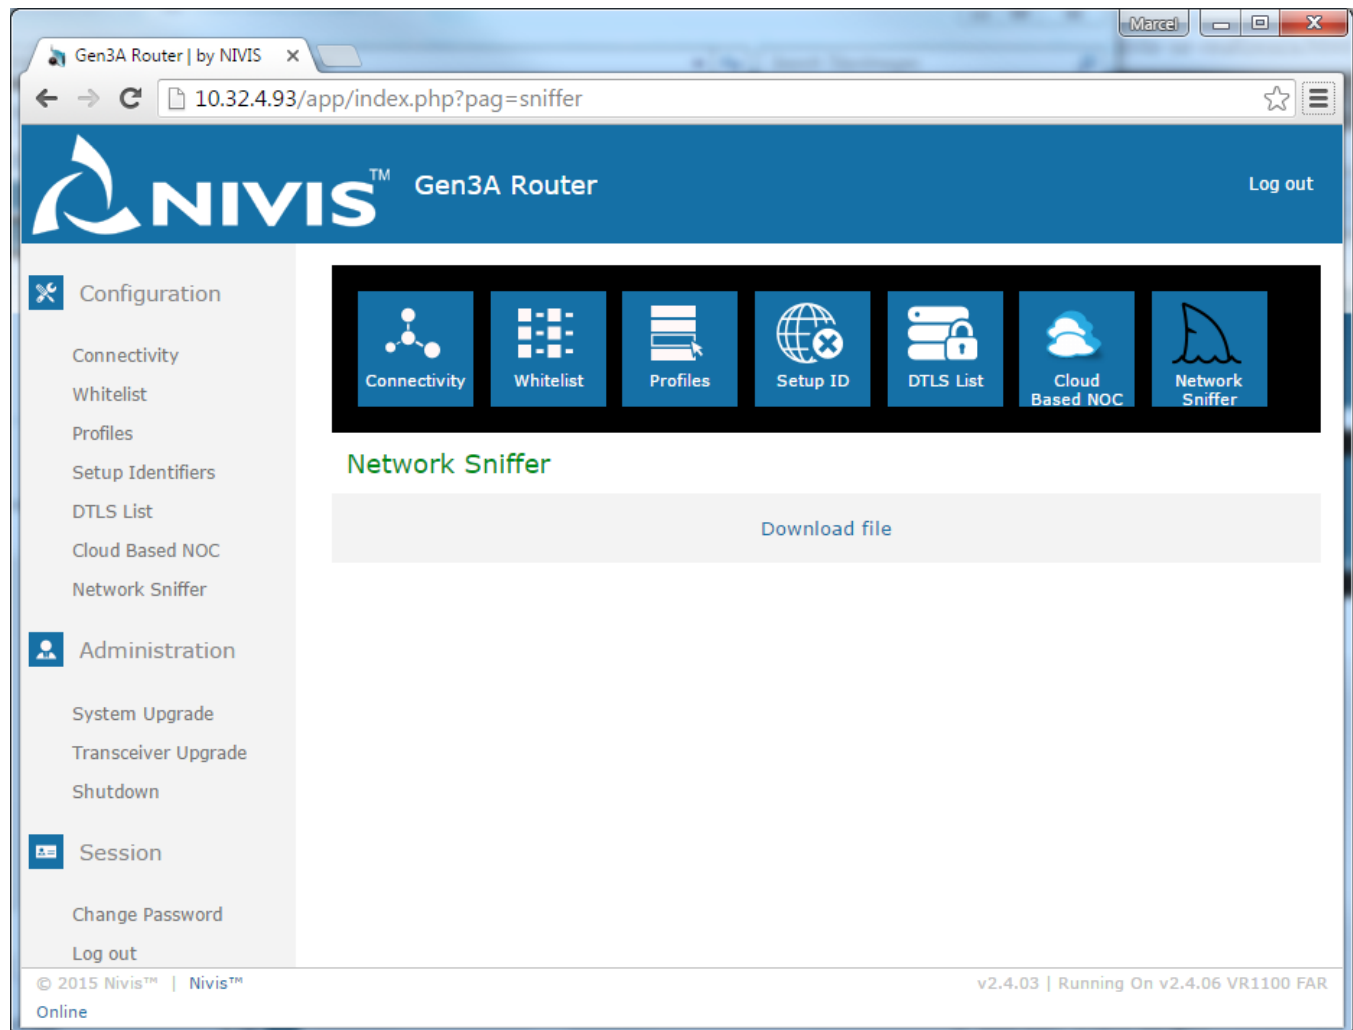 Marcel
Gen3A Router | by NIVIS
10.32.4.93/app/index.php?pag=sniffer
NIVIS™ Gen3A Router
Log out
Configuration
Connectivity
Whitelist
Profiles
Setup Identifiers
DTLS List
Cloud Based NOC
Network Sniffer
Administration
System Upgrade
Transceiver Upgrade
Shutdown
Session
Change Password
Log out
Connectivity
Whitelist
Profiles
Setup ID
DTLS List
Cloud
Based NOC
Network
Sniffer
Network Sniffer
Download file
© 2015 Nivis™ | Nivis™
Online
v2.4.03 | Running On v2.4.06 VR1100 FAR